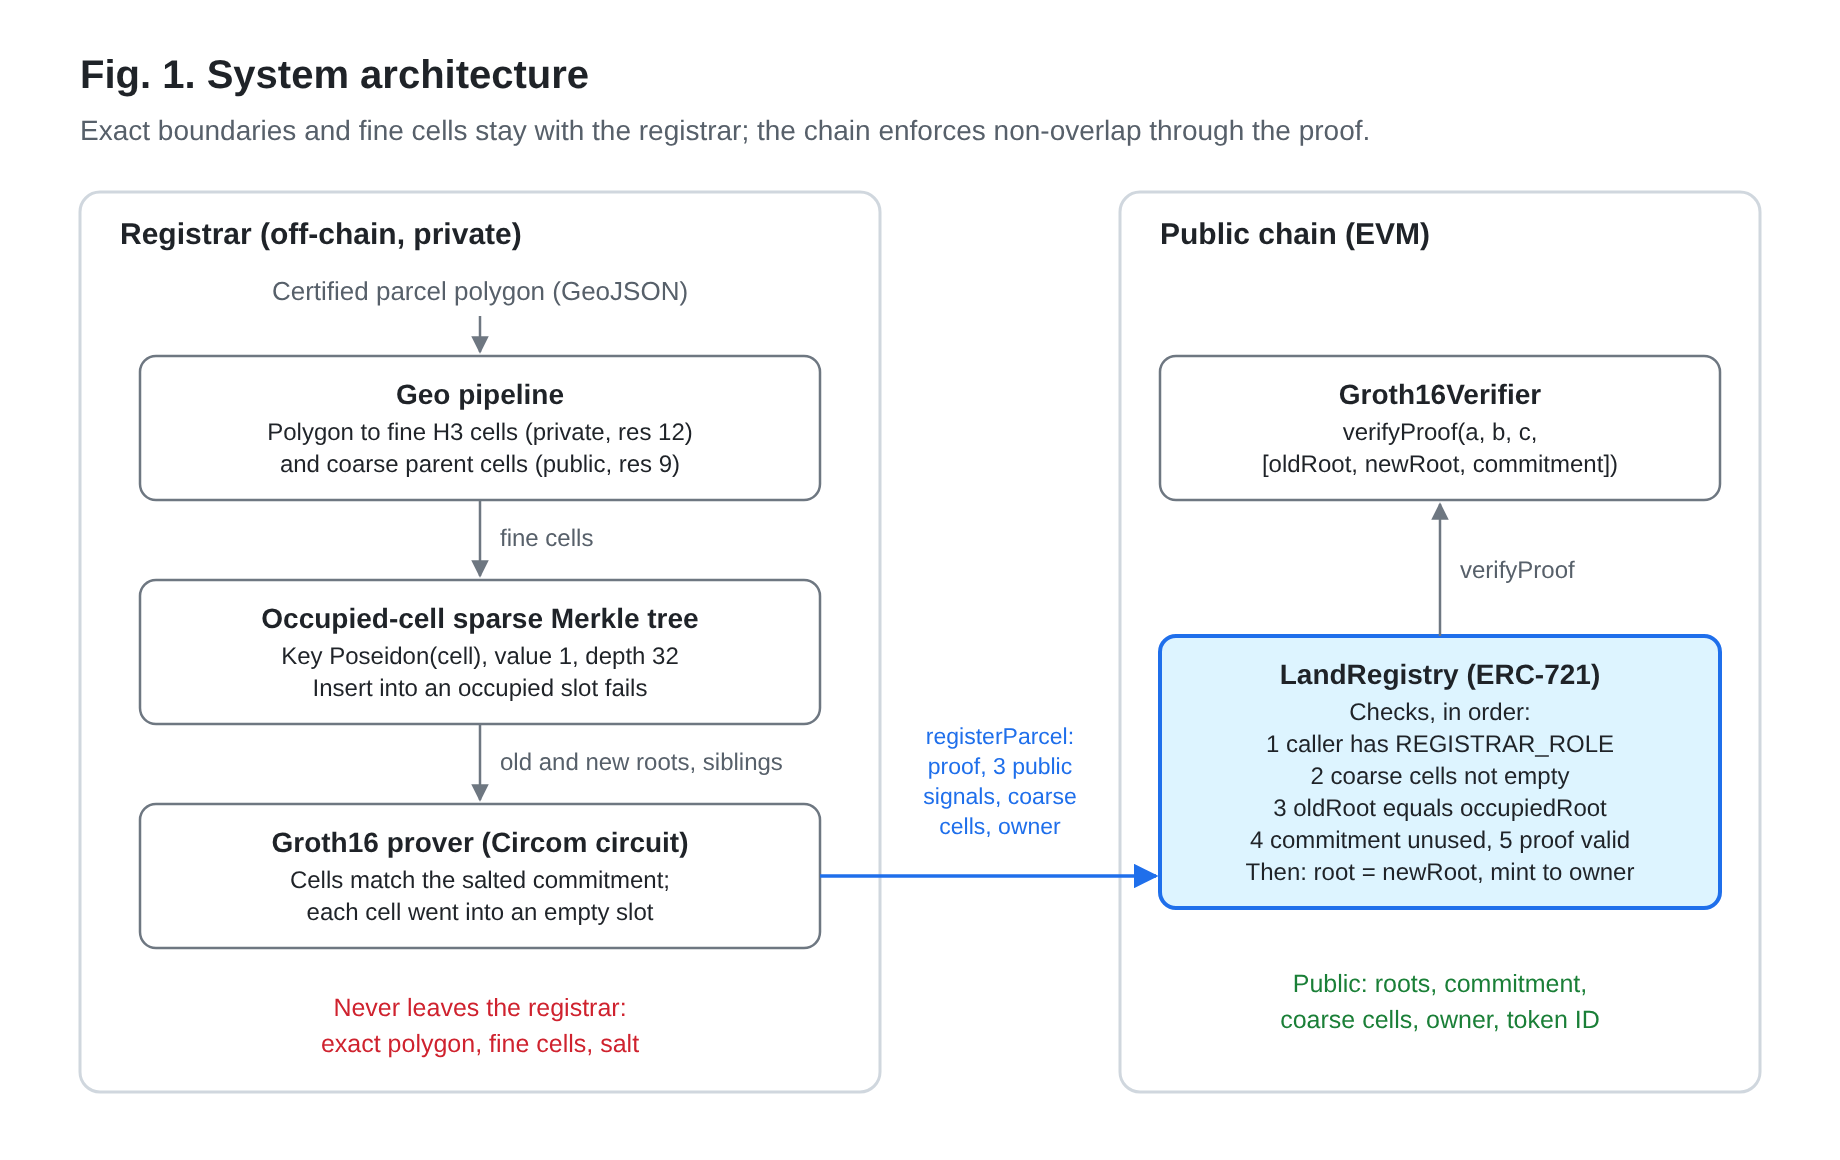 Fig. 1. System architecture
Exact boundaries and fine cells stay with the registrar; the chain enforces non-overlap through the proof.
Registrar (off-chain, private)
Certified parcel polygon (GeoJSON)
Geo pipeline
Polygon to fine H3 cells (private, res 12)
and coarse parent cells (public, res 9)
fine cells
Occupied-cell sparse Merkle tree
Key Poseidon(cell), value 1, depth 32
Insert into an occupied slot fails
old and new roots, siblings
Groth16 prover (Circom circuit)
Cells match the salted commitment;
each cell went into an empty slot
Never leaves the registrar:
exact polygon, fine cells, salt
registerParcel:
proof, 3 public
signals, coarse
cells, owner
Public chain (EVM)
Groth16Verifier
verifyProof(a, b, c,
[oldRoot, newRoot, commitment])
verifyProof
LandRegistry (ERC-721)
Checks, in order:
1 caller has REGISTRAR_ROLE
2 coarse cells not empty
3 oldRoot equals occupiedRoot
4 commitment unused, 5 proof valid
Then: root = newRoot, mint to owner
Public: roots, commitment,
coarse cells, owner, token ID